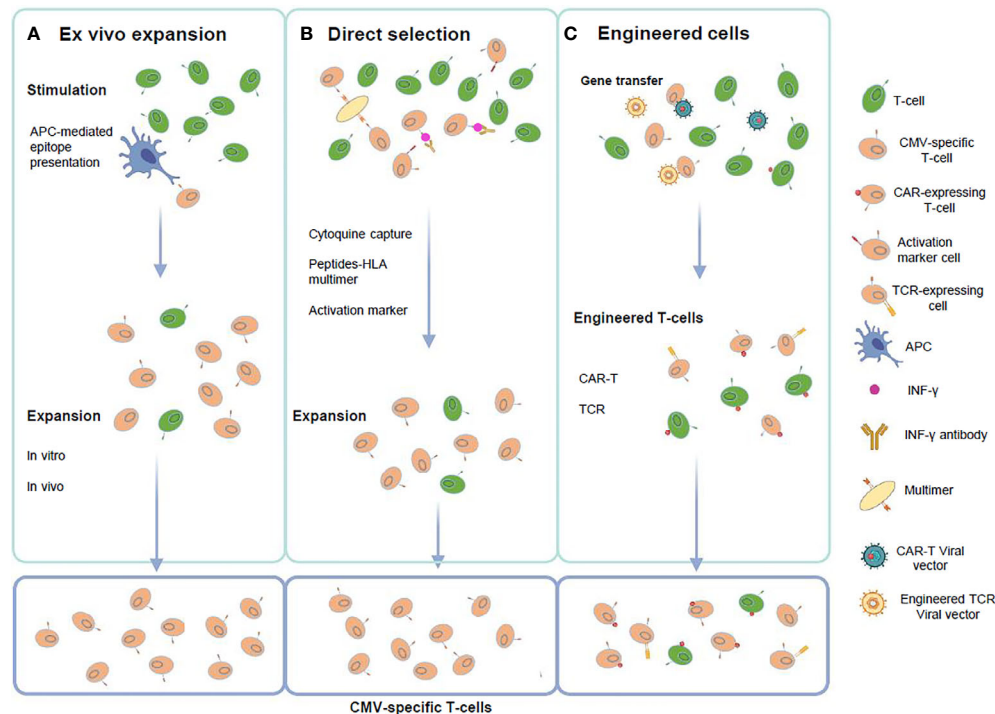 A Ex vivo expansion
Stimulation
APC-mediated
epitope
presentation
Expansion
In vitro
In vivo
B Direct selection
Cytoquine capture
Peptides-HLA
multimer
Activation marker
Expansion
C Engineered cells
Gene transfer
Engineered T-cells
CAR-T
TCR
T-cell
CMV-specific
T-cell
CAR-expressing
T-cell
Activation
marker cell
TCR-expressing
cell
APC
INF-γ
INF-γ antibody
Multimer
CAR-T Viral
vector
Engineered TCR
Viral vector
CMV-specific T-cells